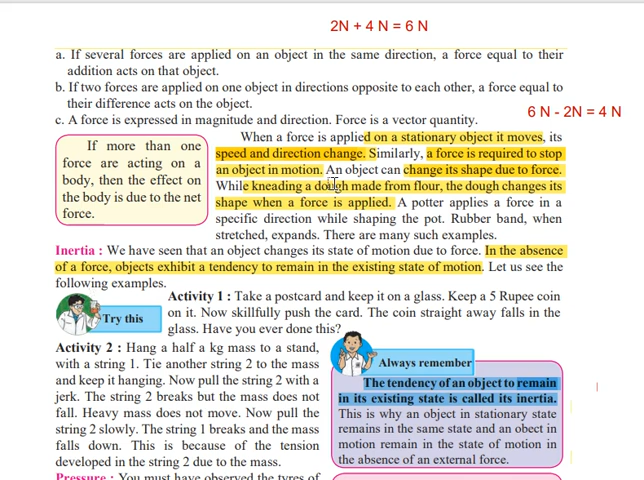 2N + 4 N = 6 N
a. If several forces are applied on an object in the same direction, a force equal to their
addition acts on that object.
b. If two forces are applied on one object in directions opposite to each other, a force equal to
their difference acts on the object.
6 N - 2N = 4 N
c. A force is expressed in magnitude and direction. Force is a vector quantity.
If more than one
force are acting on a
body, then the effect on
the body is due to the net
force.
When a force is applied on a stationary object it moves, its
speed and direction change. Similarly, a force is required to stop
an object in motion. An object can change its shape due to force.
While kneading a dough made from flour, the dough changes its
shape when a force is applied. A potter applies a force in a
specific direction while shaping the pot. Rubber band, when
stretched, expands. There are many such examples.
Inertia : We have seen that an object changes its state of motion due to force. In the absence
of a force, objects exhibit a tendency to remain in the existing state of motion. Let us see the
following examples.
Try this
Activity 1 : Take a postcard and keep it on a glass. Keep a 5 Rupee coin
on it. Now skillfully push the card. The coin straight away falls in the
glass. Have you ever done this?
Activity 2 : Hang a half a kg mass to a stand,
with a string 1. Tie another string 2 to the mass
and keep it hanging. Now pull the string 2 with a
jerk. The string 2 breaks but the mass does not
fall. Heavy mass does not move. Now pull the
string 2 slowly. The string 1 breaks and the mass
falls down. This is because of the tension
developed in the string 2 due to the mass.
Always remember
The tendency of an object to remain
in its existing state is called its inertia.
This is why an object in stationary state
remains in the same state and an obect in
motion remain in the state of motion in
the absence of an external force.
Pressure : You must have observed the tyres of